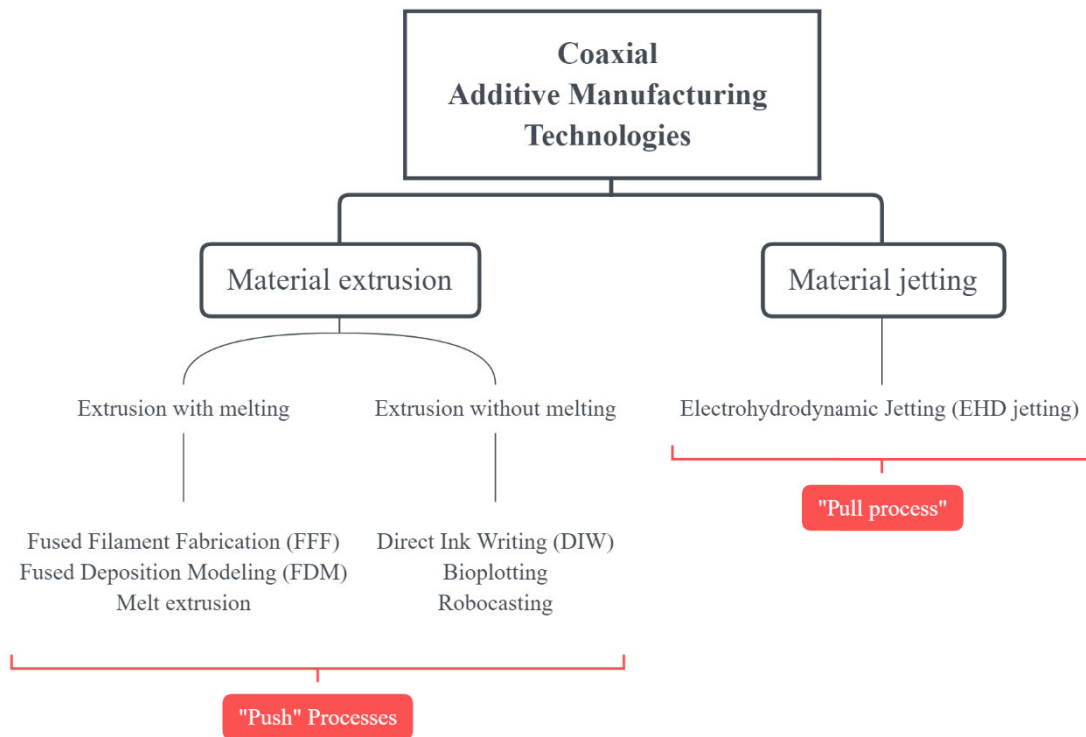 Coaxial
Additive Manufacturing
Technologies
Material extrusion
Material jetting
Extrusion with melting
Extrusion without melting
Electrohydrodynamic Jetting (EHD jetting)
"Pull process"
Fused Filament Fabrication (FFF)
Fused Deposition Modeling (FDM)
Melt extrusion
Direct Ink Writing (DIW)
Bioplotting
Robocasting
"Push" Processes